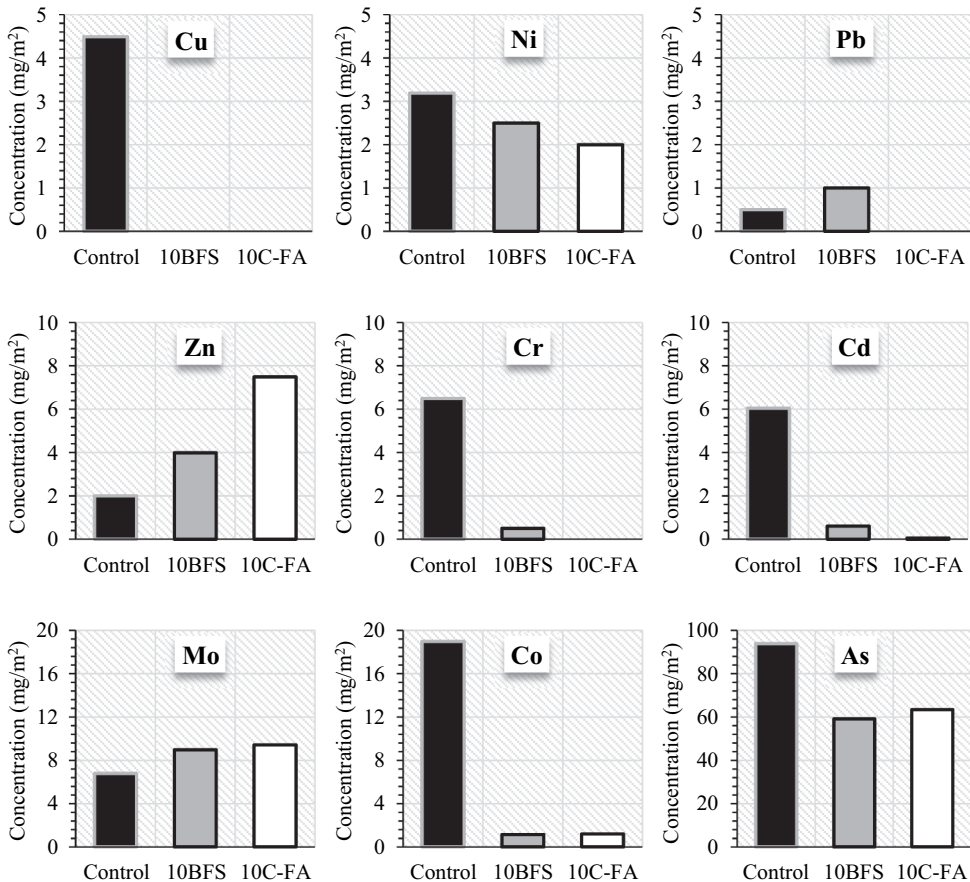 Concentration (mg/m²)
5
4
3
2
1
0
Cu
Control 10BFS 10C-FA
Concentration (mg/m²)
5
4
3
2
1
0
Ni
Control 10BFS 10C-FA
Concentration (mg/m²)
5
4
3
2
1
0
Pb
Control 10BFS 10C-FA
Concentration (mg/m²)
10
8
6
4
2
0
Zn
Control 10BFS 10C-FA
Concentration (mg/m²)
10
8
6
4
2
0
Cr
Control 10BFS 10C-FA
Concentration (mg/m²)
10
8
6
4
2
0
Cd
Control 10BFS 10C-FA
Concentration (mg/m²)
20
16
12
8
4
0
Mo
Control 10BFS 10C-FA
Concentration (mg/m²)
20
16
12
8
4
0
Co
Control 10BFS 10C-FA
Concentration (mg/m²)
100
80
60
40
20
0
As
Control 10BFS 10C-FA